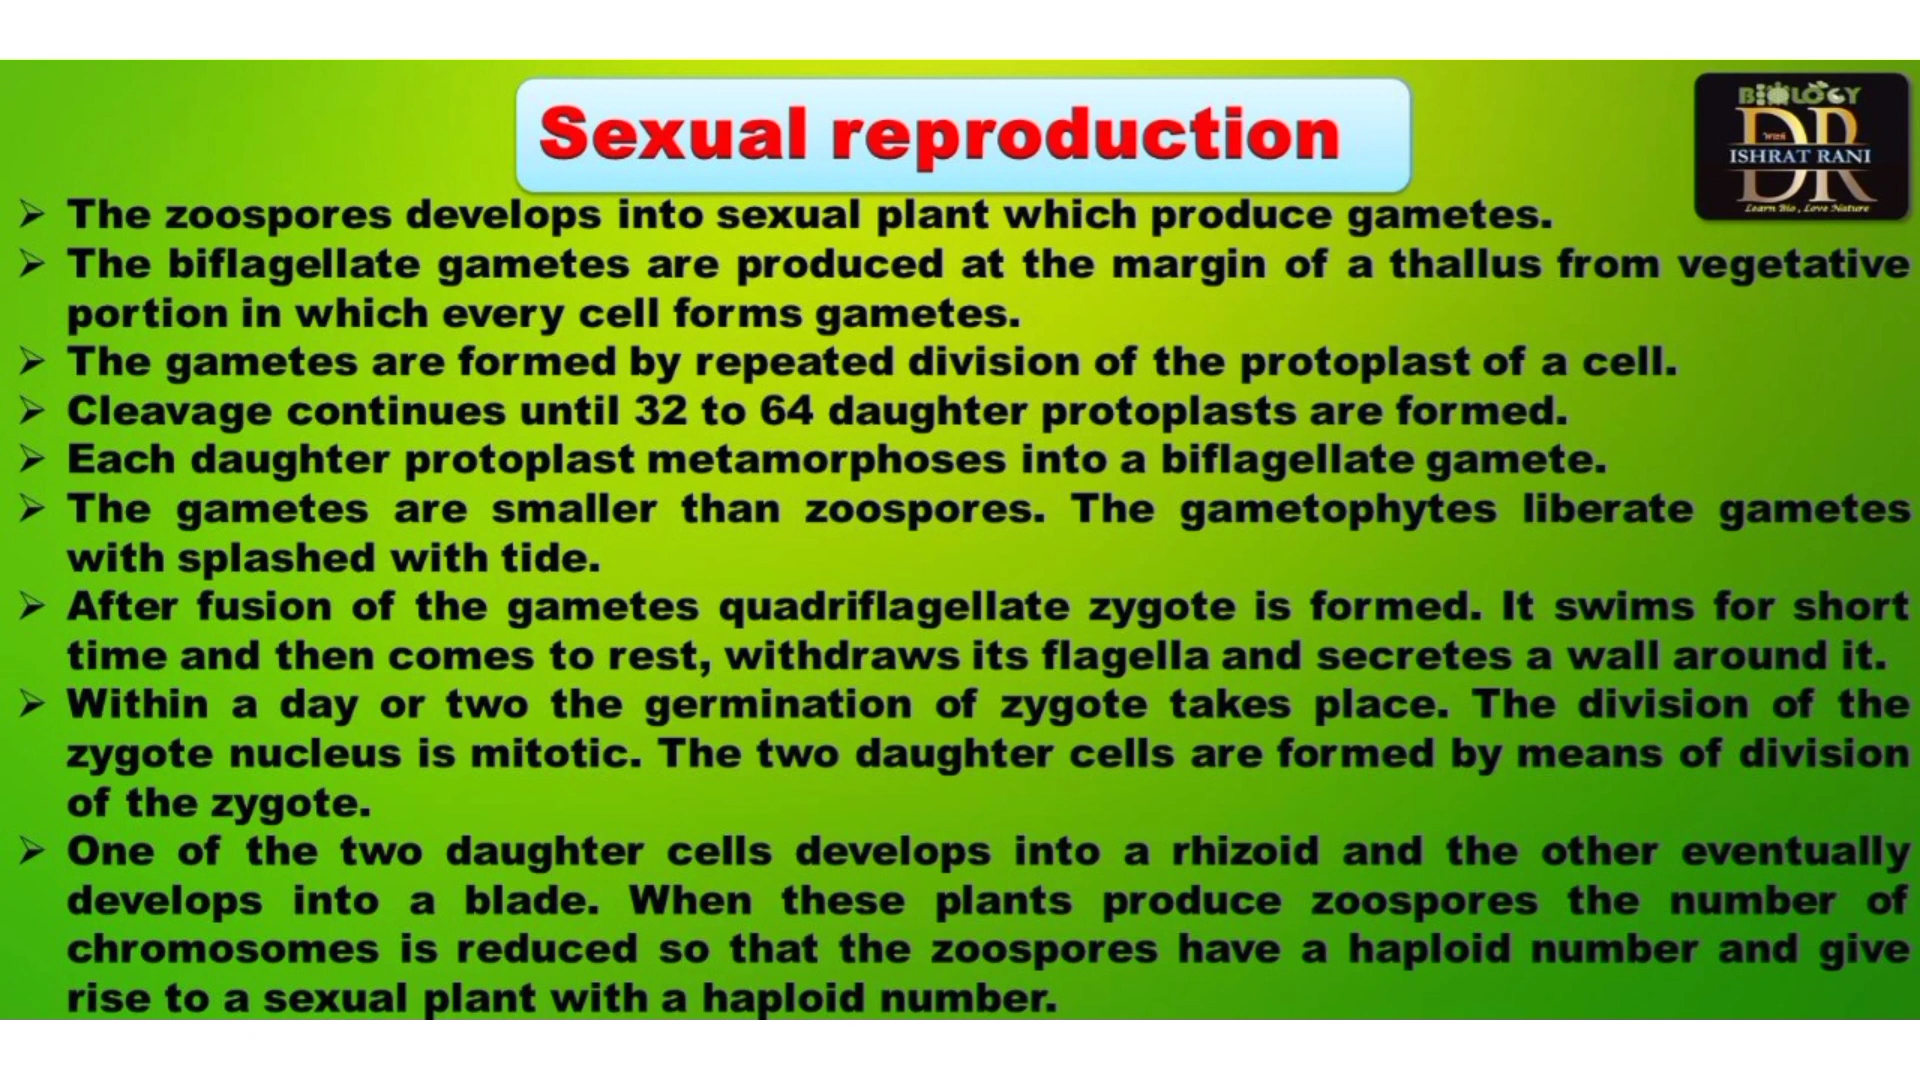 Sexual reproduction
BIOLOGY
With
DR
ISHRAT RANI
Learn Bio, Love Nature
➢ The zoospores develops into sexual plant which produce gametes.
➢ The biflagellate gametes are produced at the margin of a thallus from vegetative
portion in which every cell forms gametes.
➢ The gametes are formed by repeated division of the protoplast of a cell.
➢ Cleavage continues until 32 to 64 daughter protoplasts are formed.
➢ Each daughter protoplast metamorphoses into a biflagellate gamete.
➢ The gametes are smaller than zoospores. The gametophytes liberate gametes
with splashed with tide.
➢ After fusion of the gametes quadriflagellate zygote is formed. It swims for short
time and then comes to rest, withdraws its flagella and secretes a wall around it.
➢ Within a day or two the germination of zygote takes place. The division of the
zygote nucleus is mitotic. The two daughter cells are formed by means of division
of the zygote.
➢ One of the two daughter cells develops into a rhizoid and the other eventually
develops into a blade. When these plants produce zoospores the number of
chromosomes is reduced so that the zoospores have a haploid number and give
rise to a sexual plant with a haploid number.